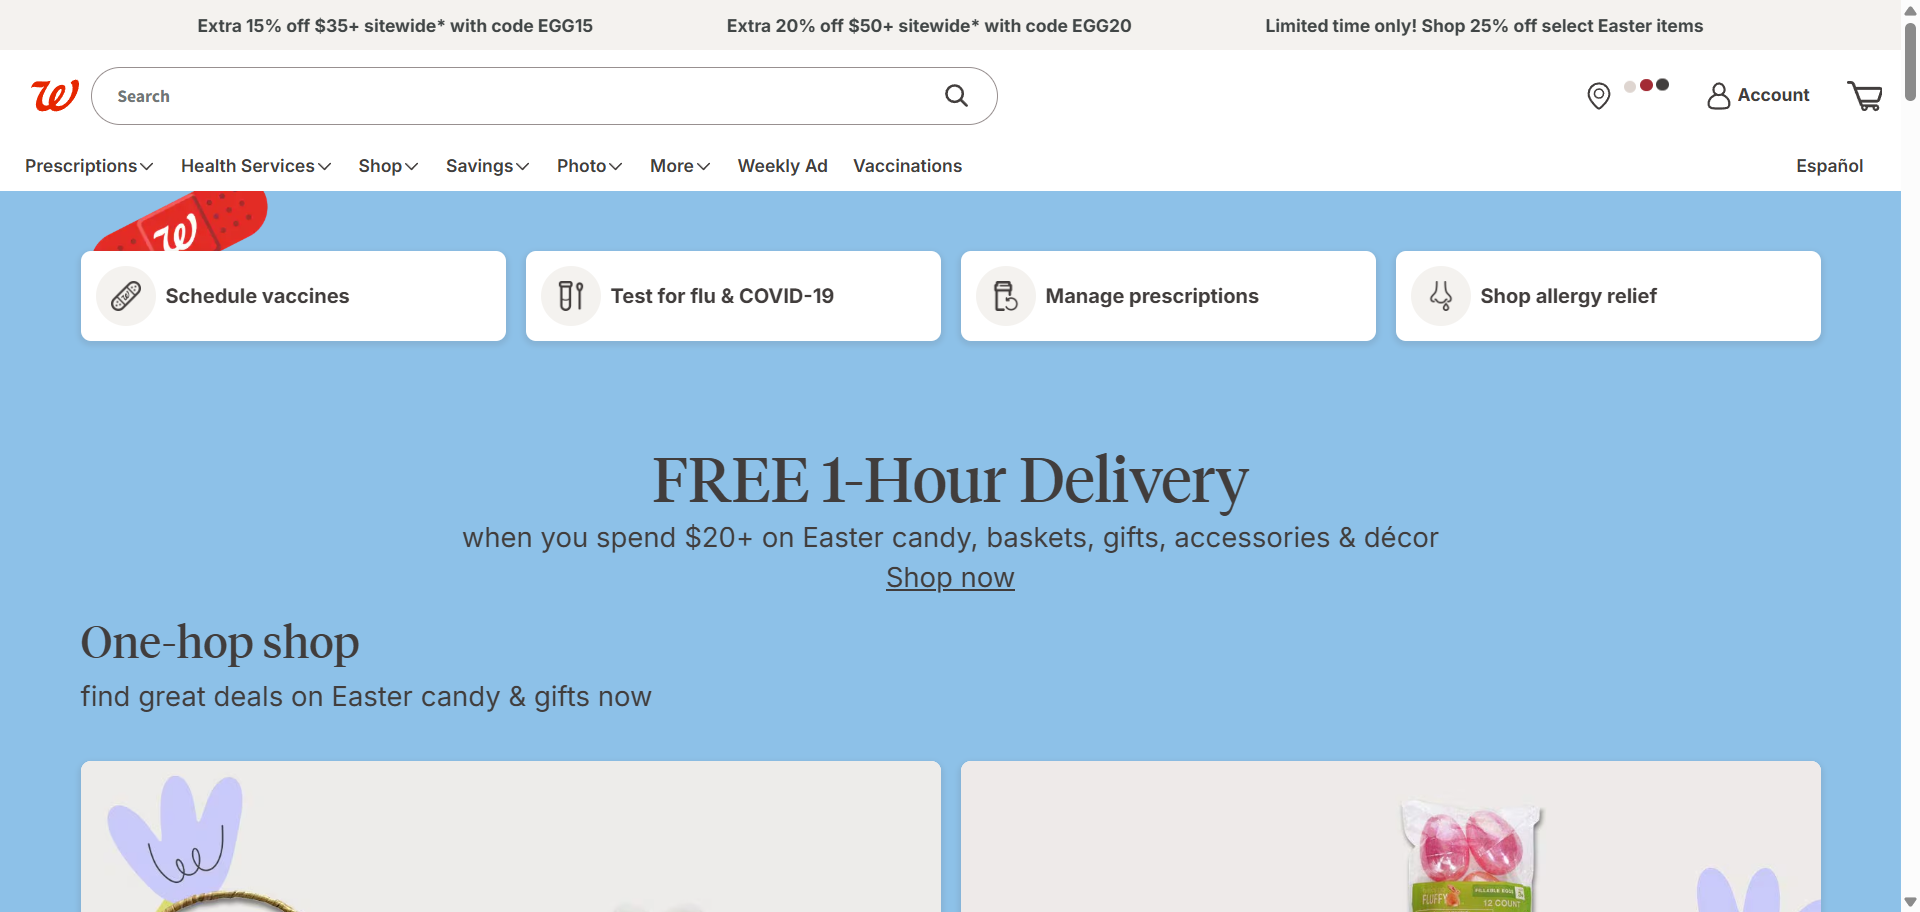 Extra 15% off $35+ sitewide* with code EGG15
Extra 20% off $50+ sitewide* with code EGG20
Limited time only! Shop 25% off select Easter items
W
Search
Account
Prescriptions
Health Services
Shop
Savings
Photo
More
Weekly Ad
Vaccinations
Español
W
Schedule vaccines
Test for flu & COVID-19
Manage prescriptions
Shop allergy relief
FREE 1-Hour Delivery
when you spend $20+ on Easter candy, baskets, gifts, accessories & décor
Shop now
One-hop shop
find great deals on Easter candy & gifts now
FLUFFY
FILLABLE EGGS
12 COUNT